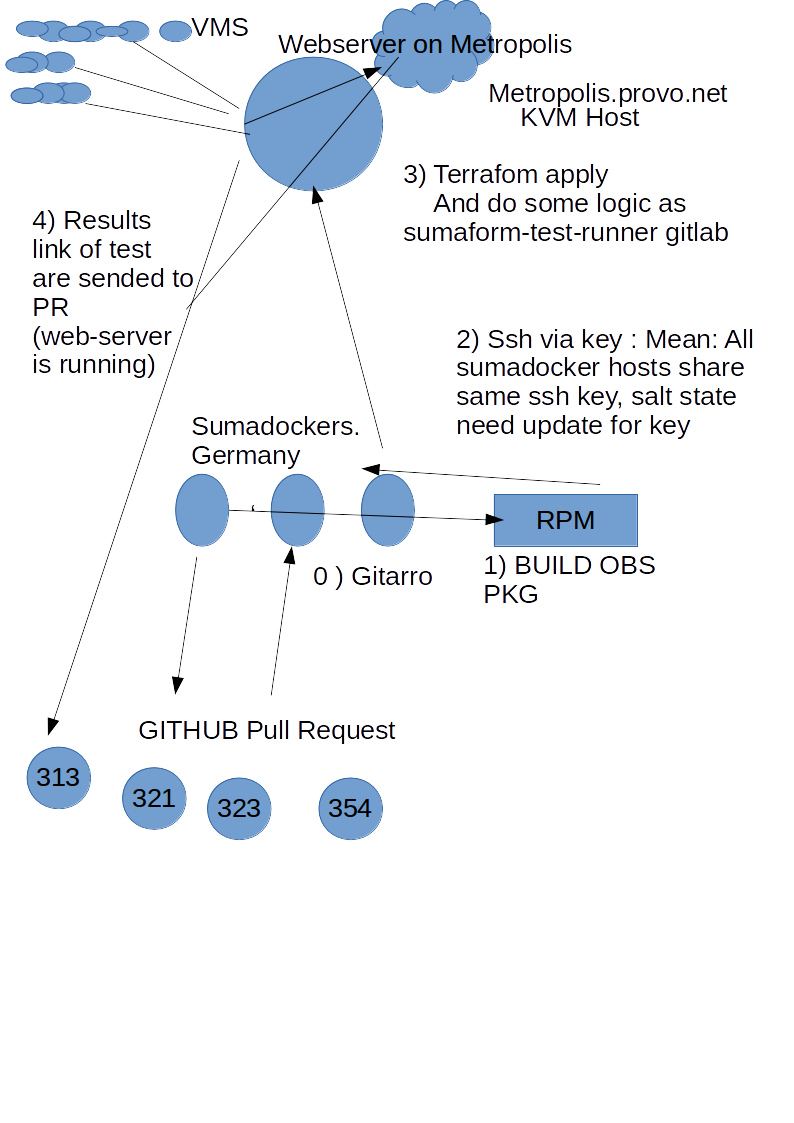 VMS
Webserver on Metropolis
Metropolis.provo.net
KVM Host
3) Terrafom apply
And do some logic as
sumaform-test-runner gitlab
4) Results
link of test
are sended to
PR
(web-server
is running)
2) Ssh via key : Mean: All
sumadocker hosts share
same ssh key, salt state
need update for key
Sumadockers.
Germany
RPM
0 ) Gitarro
1) BUILD OBS
PKG
GITHUB Pull Request
313
321
323
354